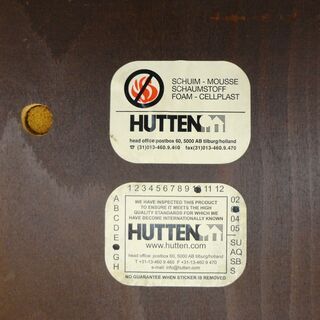 SCHUIM - MOUSSE
SCHAUMSTOFF
FOAM - CELLPLAST
HUTTEN
head office: postbox 60, 5000 AB tilburg/holland
☎ (31)013-460.9.460 fax(31)013-460.9.470
1 2 3 4 5 6 7 8 9 11 12
A
B
C
D
E
G
H
WE HAVE INSPECTED THIS PRODUCT
TO ENSURE IT MEETS THE HIGH
QUALITY STANDARDS FOR WHICH WE
HAVE BECOME INTERNATIONALLY KNOWN
HUTTEN
www.hutten.com
head office: postbox 60, 5000 AB tilburg/holland
T +31-13-460 9 460 F +31-13-460 9 470
e-mail: info@hutten.com
NO GUARANTEE WHEN STICKER IS REMOVED
02
04
05
SU
AQ
SB
S